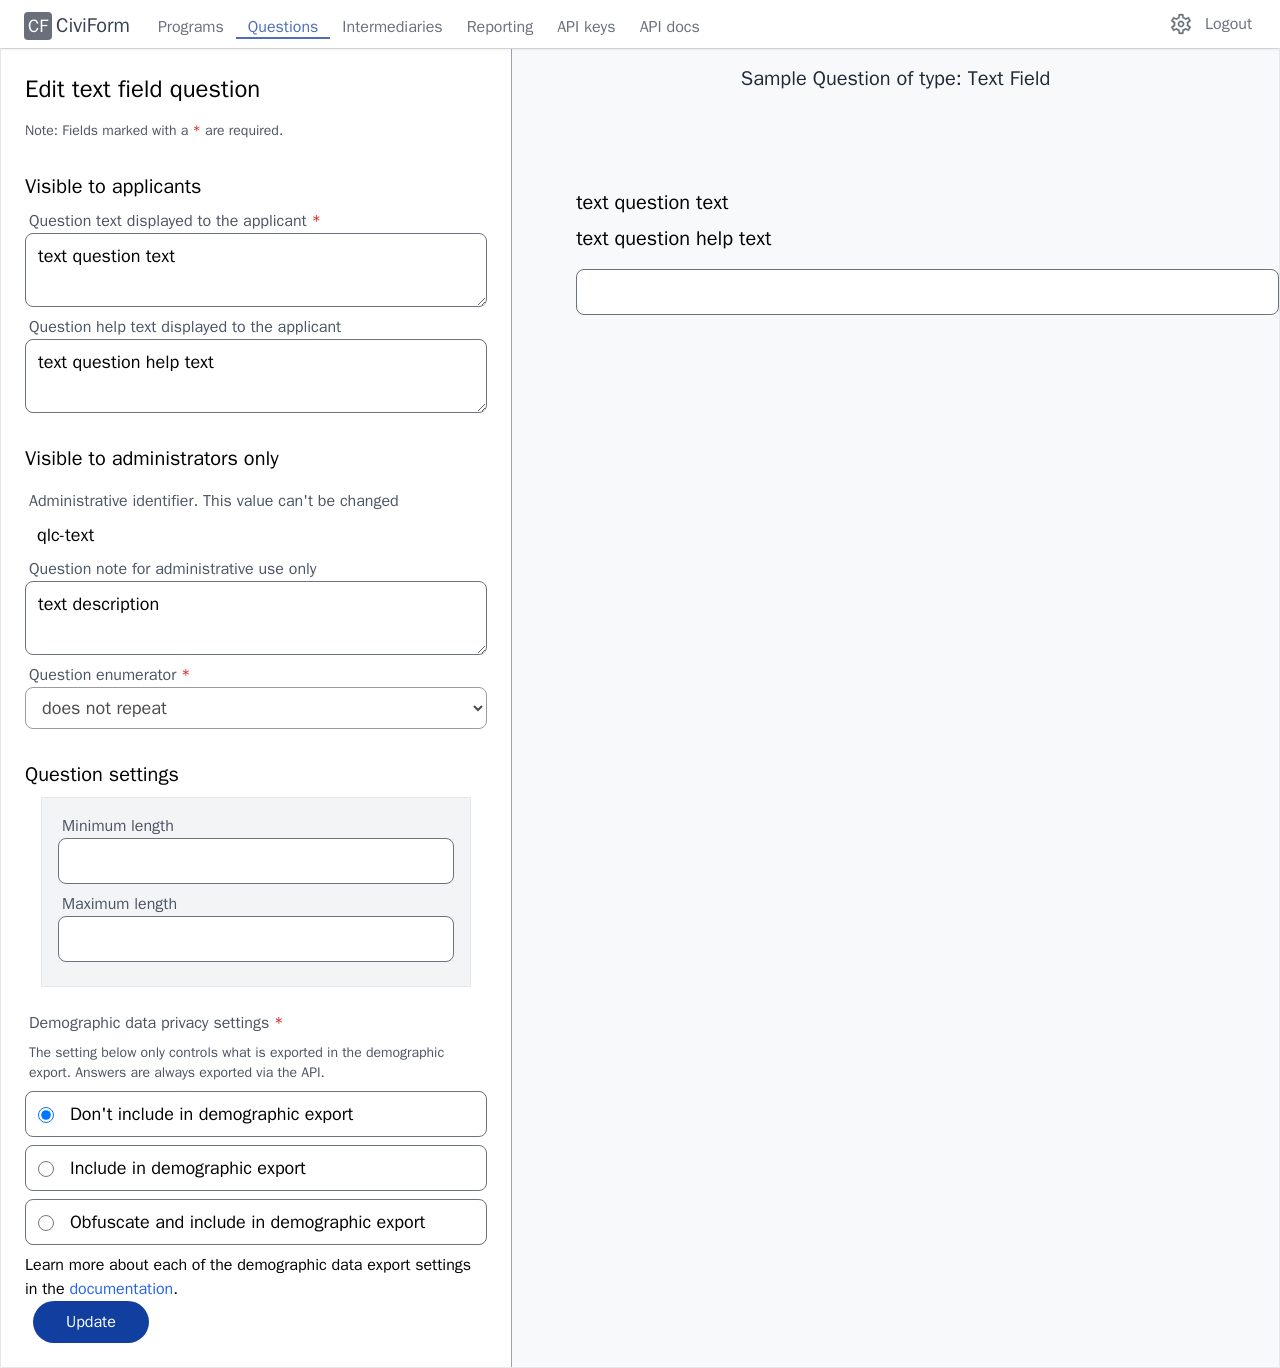 CF CiviForm Programs Questions Intermediaries Reporting API keys API docs Logout
Edit text field question
Note: Fields marked with a * are required.
Visible to applicants
Question text displayed to the applicant *
text question text
Question help text displayed to the applicant
text question help text
Visible to administrators only
Administrative identifier. This value can't be changed
qlc-text
Question note for administrative use only
text description
Question enumerator *
does not repeat
Question settings
Minimum length
Maximum length
Demographic data privacy settings *
The setting below only controls what is exported in the demographic
export. Answers are always exported via the API.
Don't include in demographic export
Include in demographic export
Obfuscate and include in demographic export
Learn more about each of the demographic data export settings
in the documentation.
Update
Sample Question of type: Text Field
text question text
text question help text